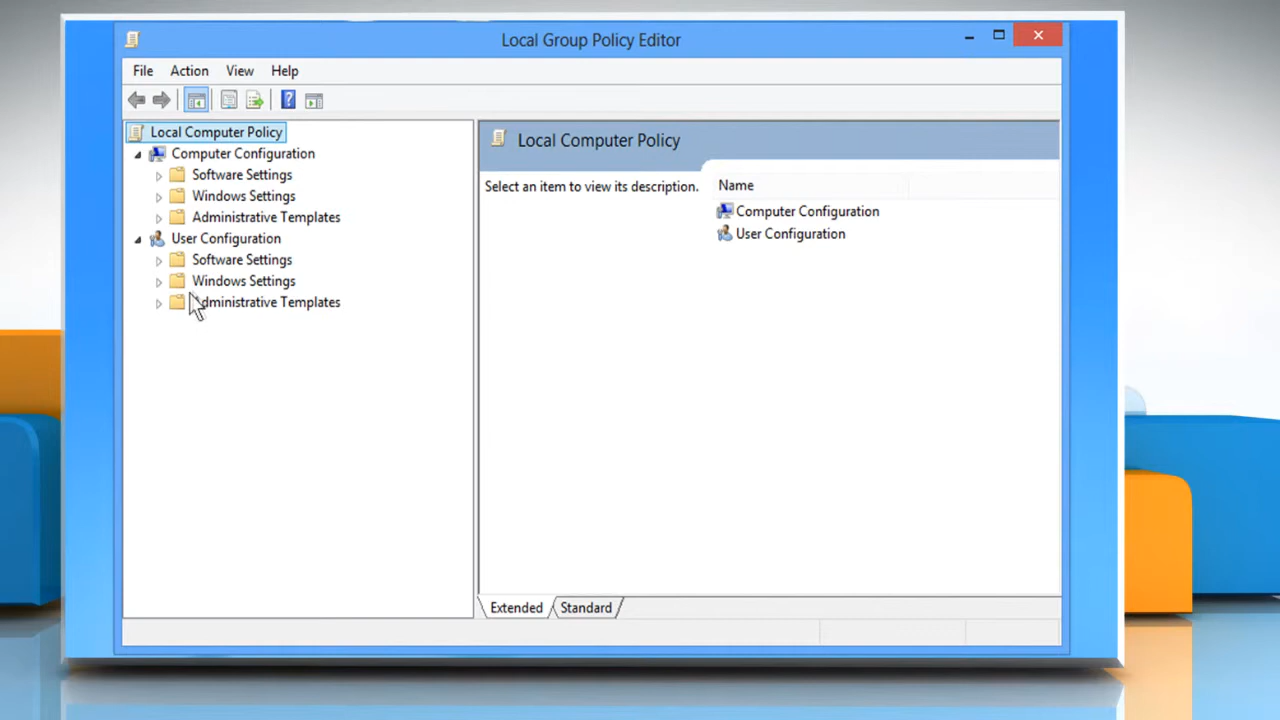 Local Group Policy Editor
File Action View Help
Local Computer Policy
Computer Configuration
Software Settings
Windows Settings
Administrative Templates
User Configuration
Software Settings
Windows Settings
Administrative Templates
Local Computer Policy
Select an item to view its description.
Name
Computer Configuration
User Configuration
Extended Standard